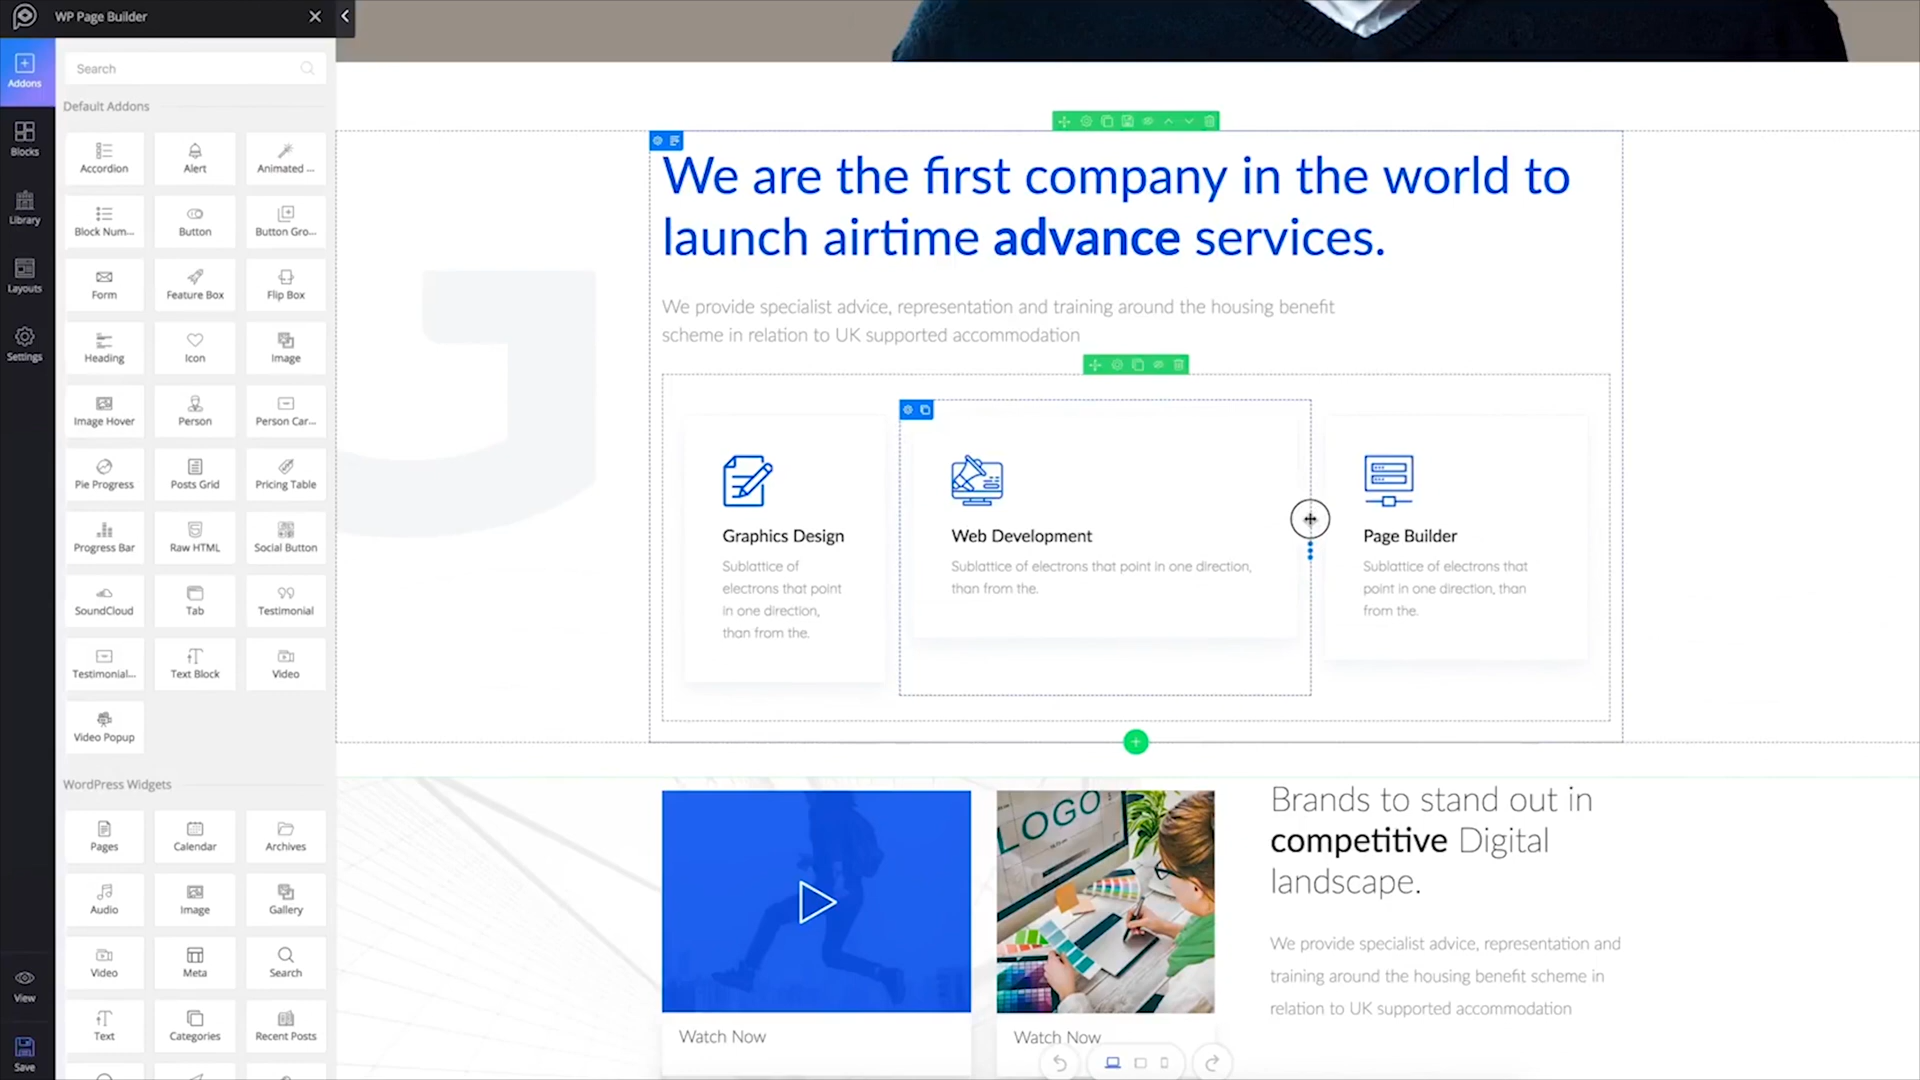 WP Page Builder
Addons
Blocks
Library
Layouts
Settings
View
Save
Search
Default Addons
Accordion
Alert
Animated ...
Block Num...
Button
Button Gro...
Form
Feature Box
Flip Box
Heading
Icon
Image
Image Hover
Person
Person Car...
Pie Progress
Posts Grid
Pricing Table
Progress Bar
Raw HTML
Social Button
SoundCloud
Tab
Testimonial
Testimonial...
Text Block
Video
Video Popup
WordPress Widgets
Pages
Calendar
Archives
Audio
Image
Gallery
Video
Meta
Search
Text
Categories
Recent Posts
We are the first company in the world to
launch airtime advance services.
We provide specialist advice, representation and training around the housing benefit
scheme in relation to UK supported accommodation
Graphics Design
Sublattice of
electrons that point
in one direction,
than from the.
Web Development
Sublattice of electrons that point in one direction,
than from the.
Page Builder
Sublattice of electrons that
point in one direction, than
from the.
Watch Now
LOGO
Watch Now
Brands to stand out in
competitive Digital
landscape.
We provide specialist advice, representation and
training around the housing benefit scheme in
relation to UK supported accommodation